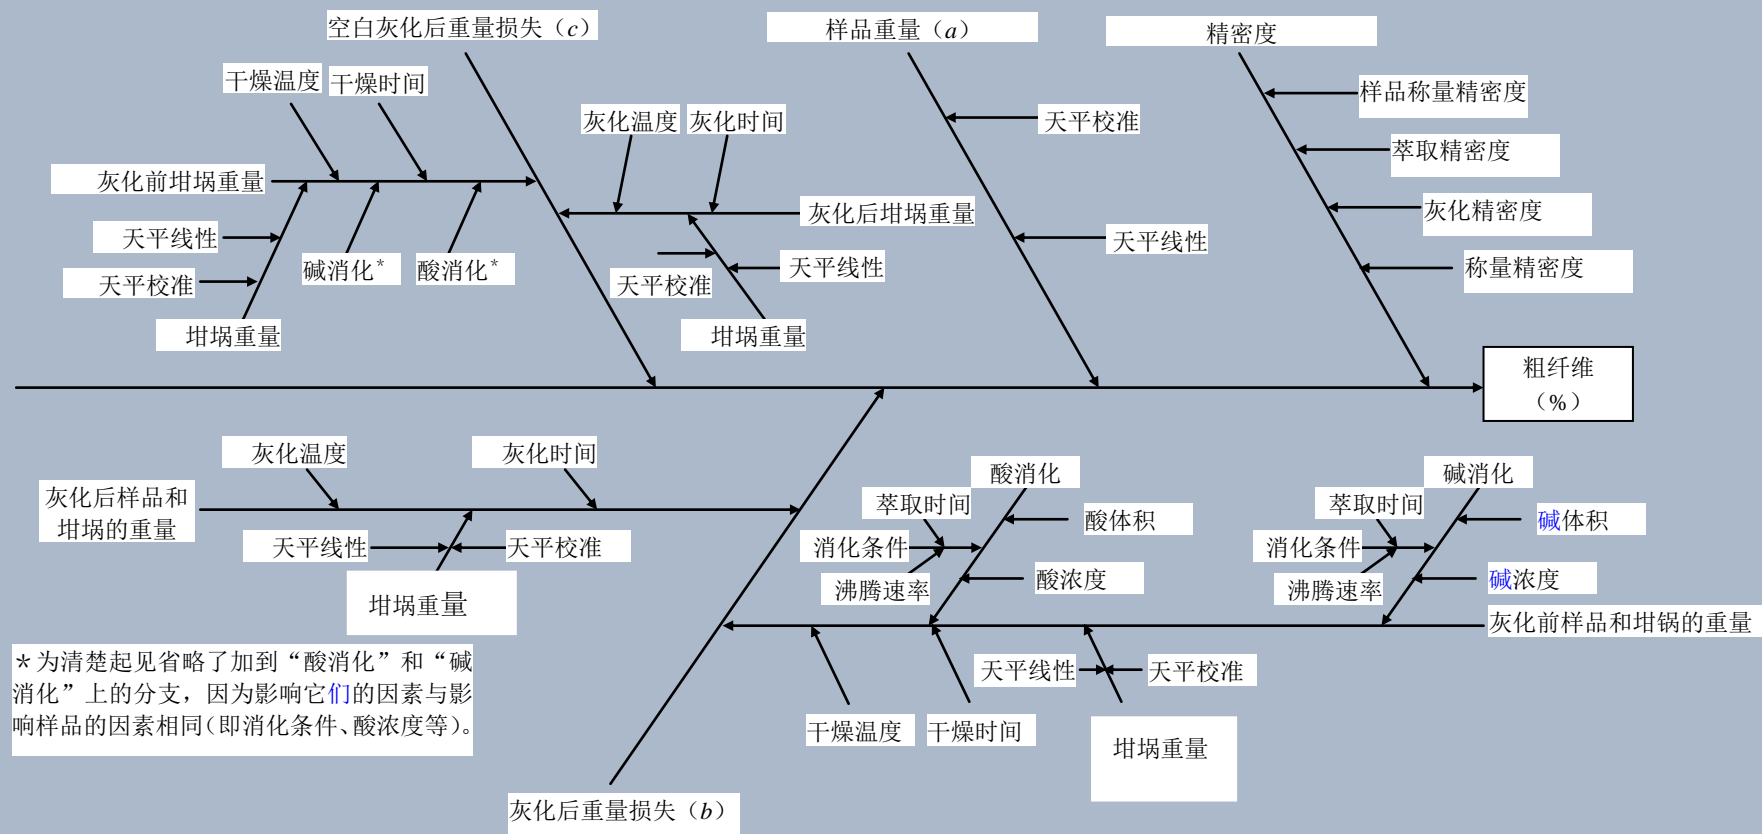 空白灰化后重量损失（c）
样品重量（a）
精密度
干燥温度
干燥时间
样品称量精密度
灰化温度
灰化时间
天平校准
萃取精密度
灰化前坩埚重量
灰化后坩埚重量
灰化精密度
天平线性
天平线性
碱消化*
酸消化*
天平线性
称量精密度
天平校准
天平校准
坩埚重量
坩埚重量
粗纤维
（%）
灰化温度
灰化时间
酸消化
碱消化
灰化后样品和
坩埚的重量
萃取时间
酸体积
萃取时间
碱体积
天平线性
天平校准
消化条件
消化条件
沸腾速率
酸浓度
沸腾速率
碱浓度
坩埚重量
灰化前样品和坩锅的重量
＊为清楚起见省略了加到“酸消化”和“碱
消化”上的分支，因为影响它们的因素与影
响样品的因素相同（即消化条件、酸浓度等）。
天平线性
天平校准
干燥温度
干燥时间
坩埚重量
灰化后重量损失（b）